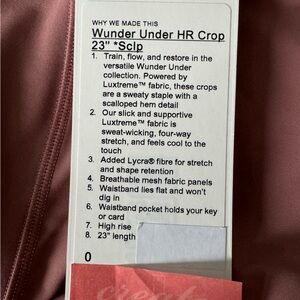 WHY WE MADE THIS
Wunder Under HR Crop
23" *Sclp
1. Train, flow, and restore in the
versatile Wunder Under
collection. Powered by
Luxtreme™ fabric, these crops
are a sweaty staple with a
scalloped hem detail
2. Our slick and supportive
Luxtreme™ fabric is
sweat-wicking, four-way
stretch, and feels cool to the
touch
3. Added Lycra® fibre for stretch
and shape retention
4. Breathable mesh fabric panels
5. Waistband lies flat and won't
dig in
6. Waistband pocket holds your key
or card
7. High rise
8. 23" length
0